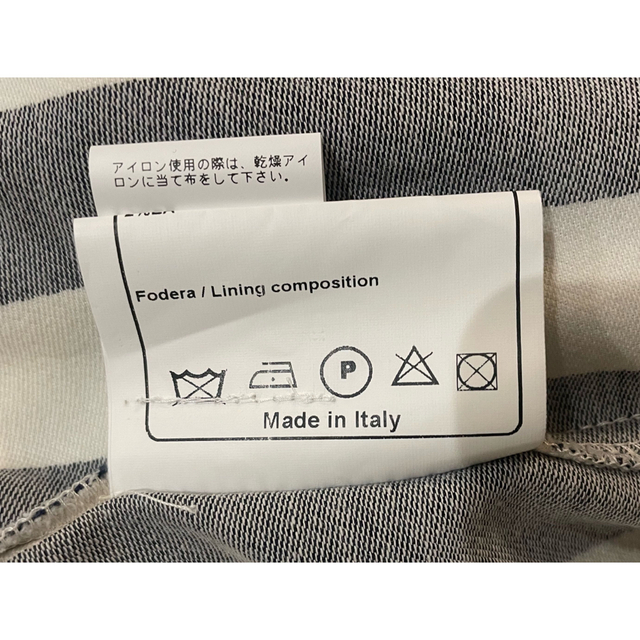 アイロン使用の際は、乾燥アイ
ロンに当て布をして下さい。
Fodera / Lining composition
P
Made in Italy